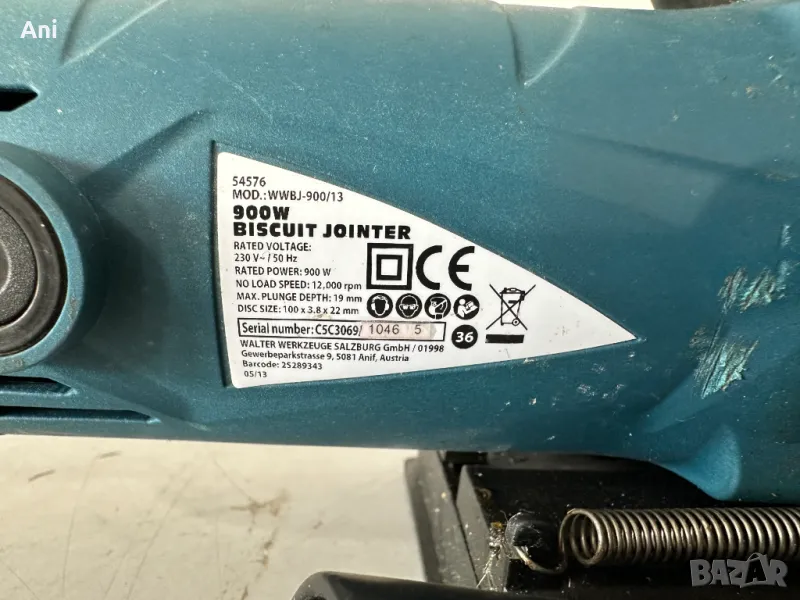 Ani
54576
MOD.: WWBJ-900/13
900W
BISCUIT JOINTER
RATED VOLTAGE:
230 V~ / 50 Hz
RATED POWER: 900 W
NO LOAD SPEED: 12,000 rpm
MAX. PLUNGE DEPTH: 19 mm
DISC SIZE: 100 x 3.8 x 22 mm
CE
Serial number: C5C3069/ 1046 5
36
WALTER WERKZEUGE SALZBURG GmbH / 01998
Gewerbeparkstrasse 9, 5081 Anif, Austria
Barcode: 25289343
05/13
BAZAR